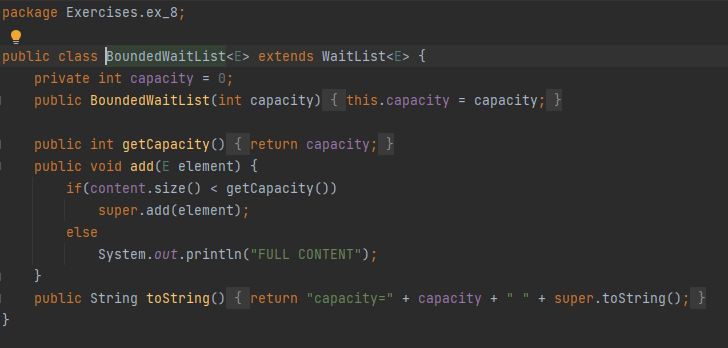 package Exercises.ex_8;
public class BoundedWaitList<E> extends WaitList<E> {
    private int capacity = 0;
    public BoundedWaitList(int capacity) { this.capacity = capacity; }
    public int getCapacity() { return capacity; }
    public void add(E element) {
        if(content.size() < getCapacity())
            super.add(element);
        else
            System.out.println("FULL CONTENT");
    }
    public String toString() { return "capacity=" + capacity + " " + super.toString(); }
}